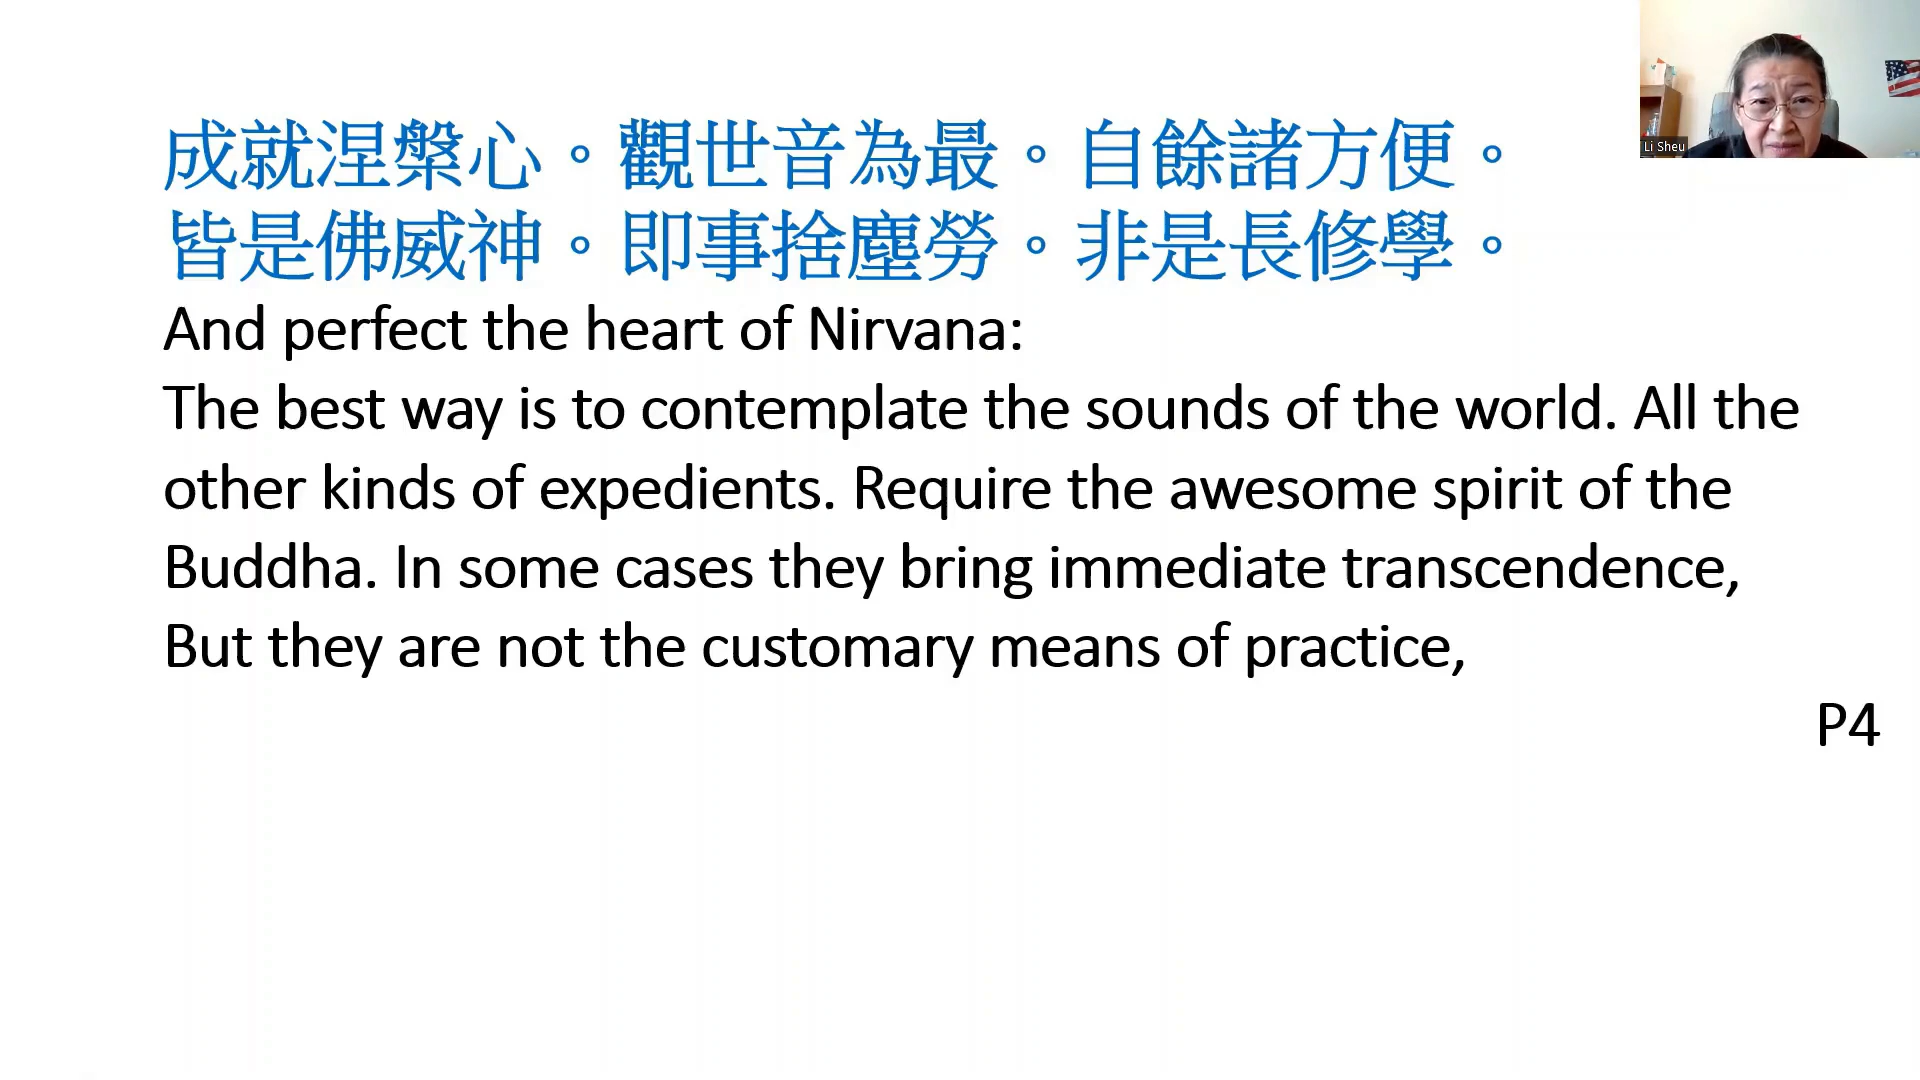 成就涅槃心。觀世音為最。自餘諸方便。
皆是佛威神。即事捨塵勞。非是長修學。
And perfect the heart of Nirvana:
The best way is to contemplate the sounds of the world. All the
other kinds of expedients. Require the awesome spirit of the
Buddha. In some cases they bring immediate transcendence,
But they are not the customary means of practice,
P4
Li Sheu